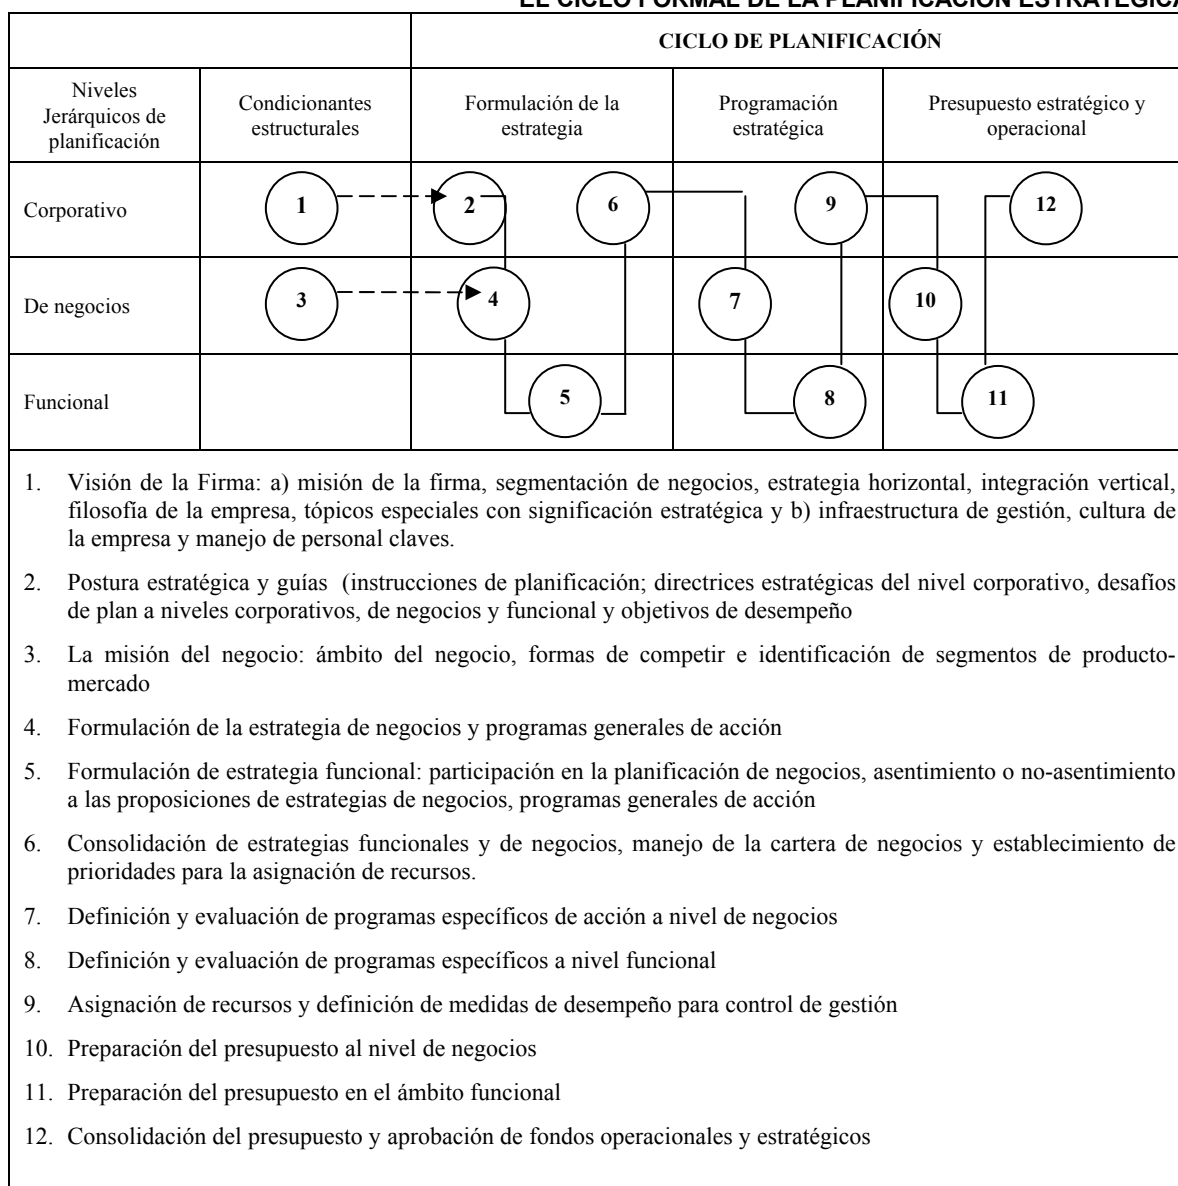 EL CICLO FORMAL DE LA PLANIFICACIÓN ESTRATÉGICA
CICLO DE PLANIFICACIÓN
Niveles
Jerárquicos de
planificación
Condicionantes
estructurales
Formulación de la
estrategia
Programación
estratégica
Presupuesto estratégico y
operacional
Corporativo
1
2
6
9
12
De negocios
3
4
7
10
Funcional
5
8
11
1. Visión de la Firma: a) misión de la firma, segmentación de negocios, estrategia horizontal, integración vertical,
filosofía de la empresa, tópicos especiales con significación estratégica y b) infraestructura de gestión, cultura de
la empresa y manejo de personal claves.
2. Postura estratégica y guías (instrucciones de planificación; directrices estratégicas del nivel corporativo, desafíos
de plan a niveles corporativos, de negocios y funcional y objetivos de desempeño
3. La misión del negocio: ámbito del negocio, formas de competir e identificación de segmentos de producto-
mercado
4. Formulación de la estrategia de negocios y programas generales de acción
5. Formulación de estrategia funcional: participación en la planificación de negocios, asentimiento o no-asentimiento
a las proposiciones de estrategias de negocios, programas generales de acción
6. Consolidación de estrategias funcionales y de negocios, manejo de la cartera de negocios y establecimiento de
prioridades para la asignación de recursos.
7. Definición y evaluación de programas específicos de acción a nivel de negocios
8. Definición y evaluación de programas específicos a nivel funcional
9. Asignación de recursos y definición de medidas de desempeño para control de gestión
10. Preparación del presupuesto al nivel de negocios
11. Preparación del presupuesto en el ámbito funcional
12. Consolidación del presupuesto y aprobación de fondos operacionales y estratégicos